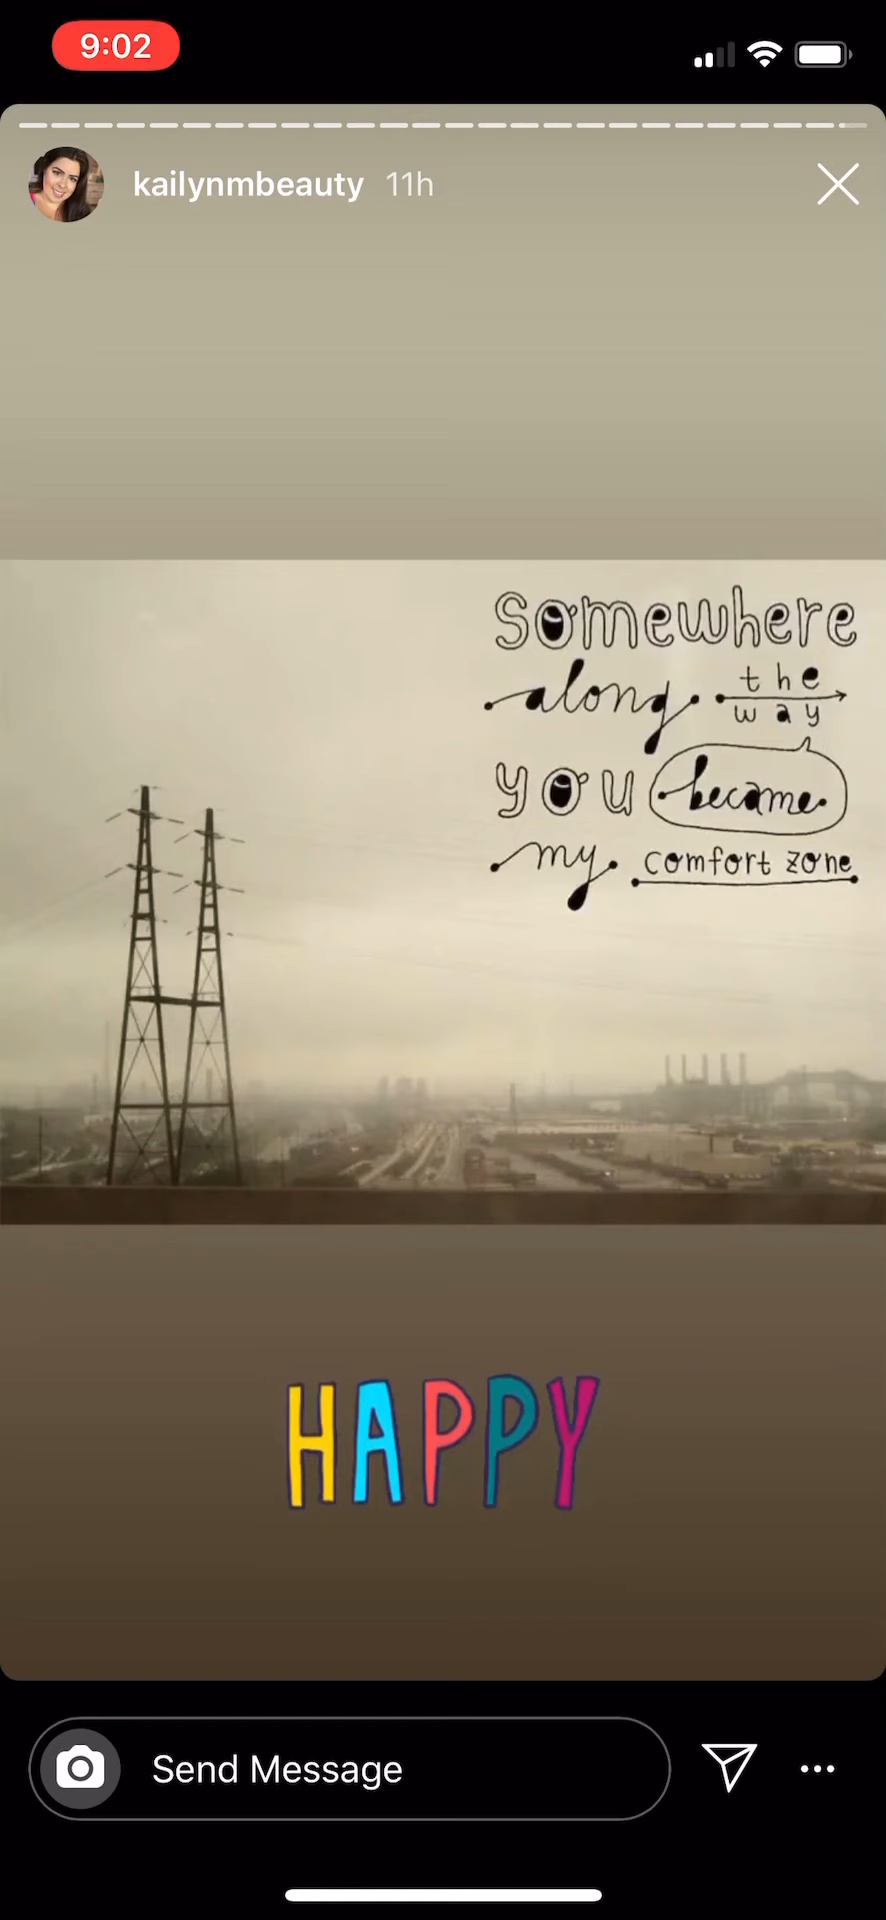 9:02
kailynmbeauty 11h
somewhere
along the
way
you became
my comfort zone
HAPPY
Send Message